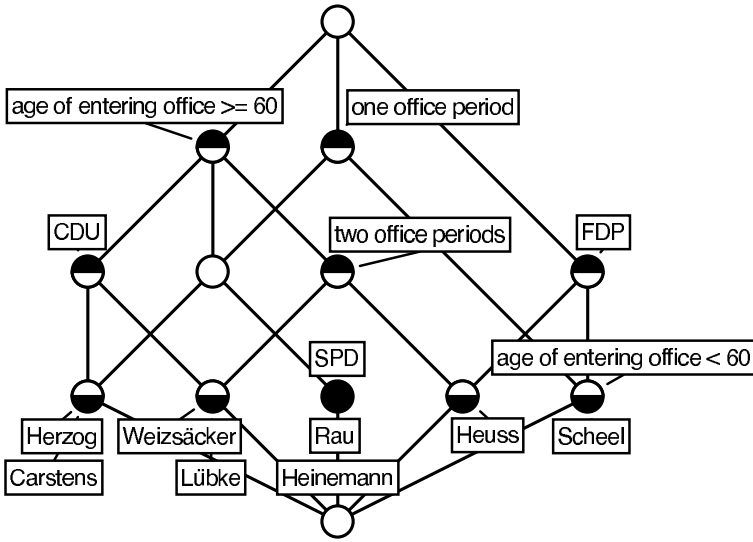 age of entering office >= 60
one office period
CDU
two office periods
FDP
SPD
age of entering office < 60
Herzog
Weizsäcker
Rau
Heuss
Scheel
Carstens
Lübke
Heinemann